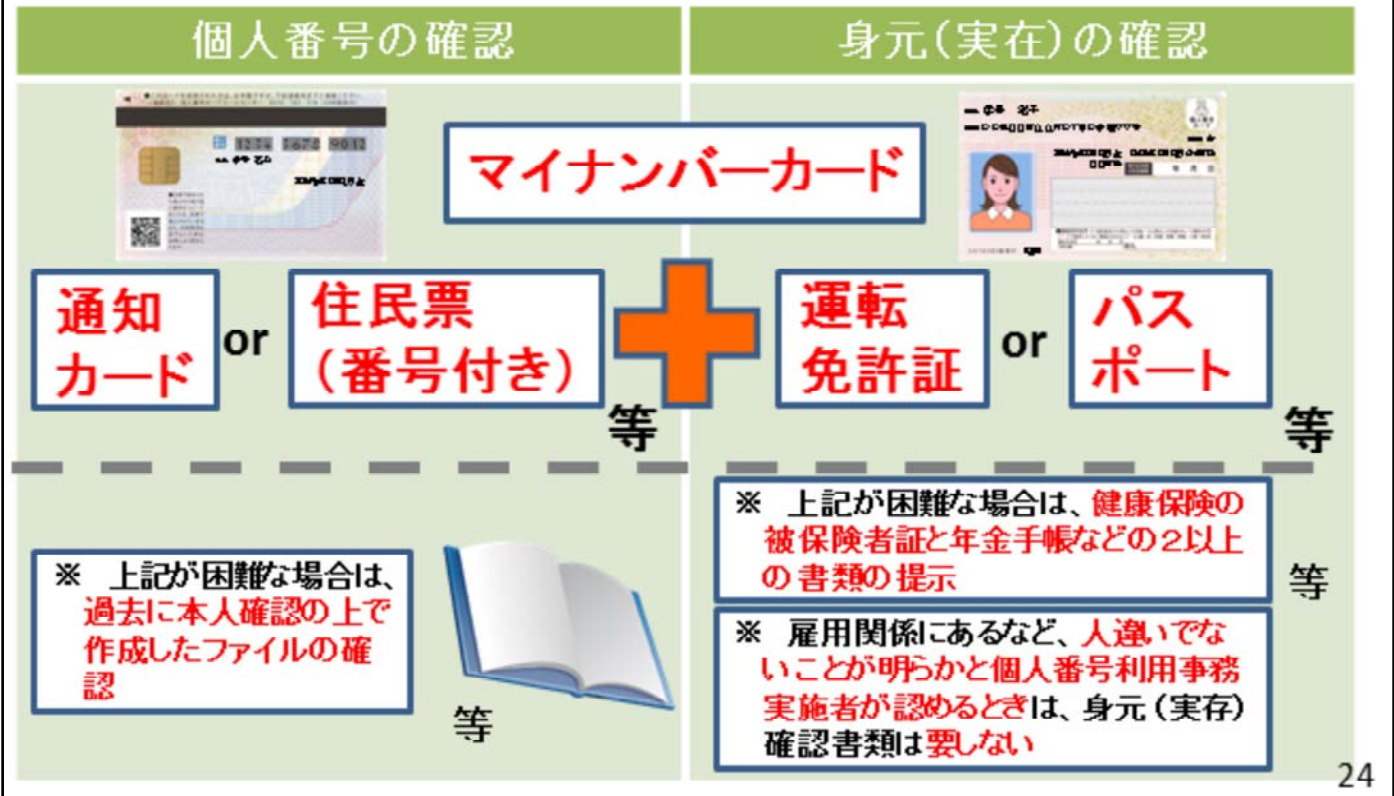 個人番号の確認
身元(実在)の確認
1234 5678 9012
マイナンバーカード
通知
カード
or
住民票
(番号付き)
等
運転
免許証
or
パス
ポート
等
※ 上記が困難な場合は、
過去に本人確認の上で
作成したファイルの確
認
等
※ 上記が困難な場合は、健康保険の
被保険者証と年金手帳などの2以上
の書類の提示
等
※ 雇用関係にあるなど、人違いでな
いことが明らかと個人番号利用事務
実施者が認めるときは、身元(実存)
確認書類は要しない
24